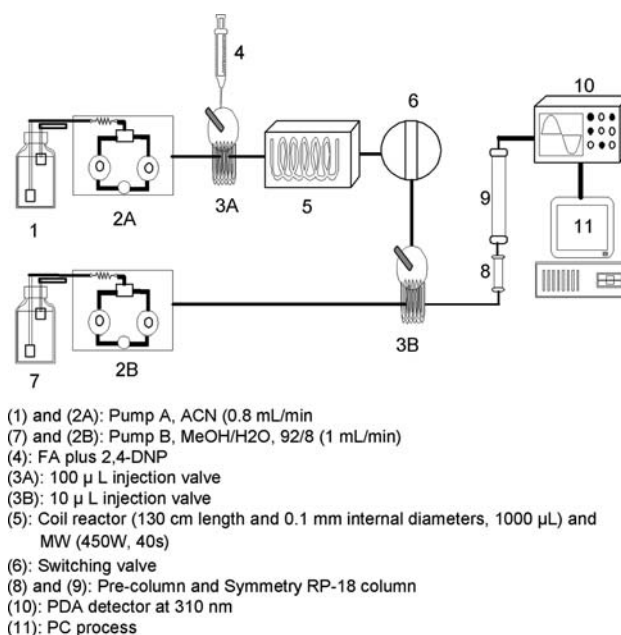 4
10
6
11
9
1
2A
3A
5
8
7
2B
3B
(1) and (2A): Pump A, ACN (0.8 mL/min
(7) and (2B): Pump B, MeOH/H2O, 92/8 (1 mL/min)
(4): FA plus 2,4-DNP
(3A): 100 µ L injection valve
(3B): 10 µ L injection valve
(5): Coil reactor (130 cm length and 0.1 mm internal diameters, 1000 µL) and
MW (450W, 40s)
(6): Switching valve
(8) and (9): Pre-column and Symmetry RP-18 column
(10): PDA detector at 310 nm
(11): PC process